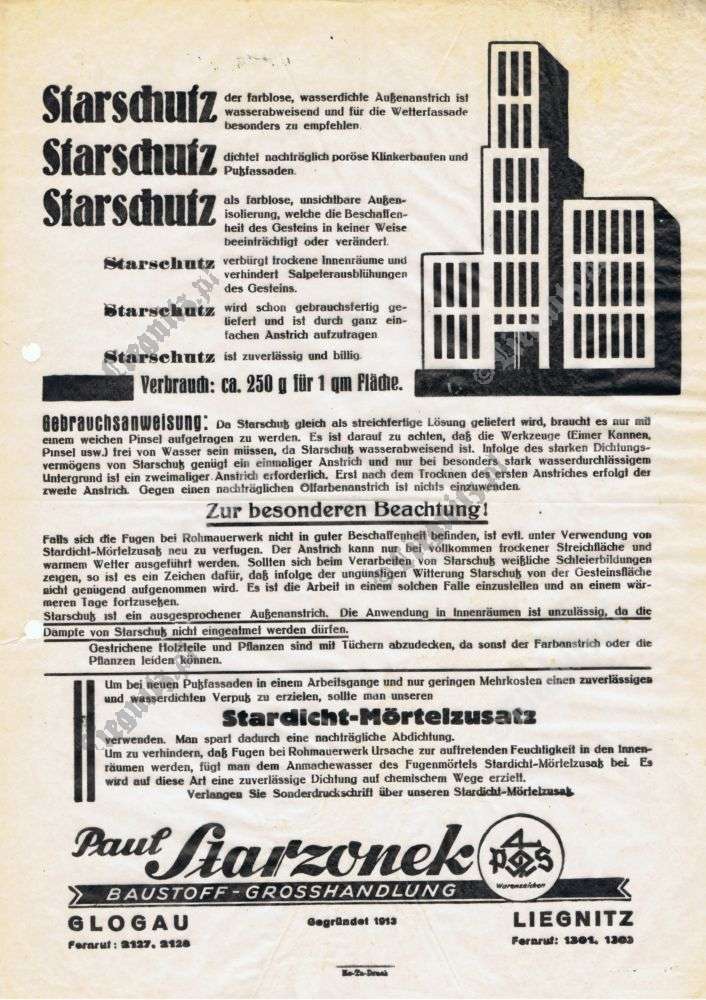 Starschutz der farblose, wasserdichte Außenanstrich ist
wasserabweisend und für die Wetterfassade
besonders zu empfehlen.
Starschutz dichtet nachträglich poröse Klinkerbauten und
Putzfassaden.
Starschutz als farblose, unsichtbare Außen-
isolierung, welche die Beschaffen-
heit des Gesteins in keiner Weise
beeinträchtigt oder verändert.
Starschutz verbürgt trockene Innenräume und
verhindert Salpeterausblühungen
des Gesteins.
Starschutz wird schon gebrauchsfertig ge-
liefert und ist durch ganz ein-
fachen Anstrich aufzutragen
Starschutz ist zuverlässig und billig.
Verbrauch: ca. 250 g für 1 qm Fläche.
Gebrauchsanweisung: Da Starschutz gleich als streichfertige Lösung geliefert wird, braucht es nur mit
einem weichen Pinsel aufgetragen zu werden. Es ist darauf zu achten, daß die Werkzeuge (Eimer Kannen,
Pinsel usw.) frei von Wasser sein müssen, da Starschutz wasserabweisend ist. Infolge des starken Dichtungs-
vermögens von Starschutz genügt ein einmaliger Anstrich und nur bei besonders stark wasserdurchlässigem
Untergrund ist ein zweimaliger Anstrich erforderlich. Erst nach dem Trocknen des ersten Anstriches erfolgt der
zweite Anstrich. Gegen einen nachträglichen Ölfarbenanstrich ist nichts einzuwenden.
Zur besonderen Beachtung!
Falls sich die Fugen bei Rohmauerwerk nicht in guter Beschaffenheit befinden, ist evtl. unter Verwendung von
Stardicht-Mörtelzusatz neu zu verfugen. Der Anstrich kann nur bei vollkommen trockener Streichfläche und
warmem Wetter ausgeführt werden. Sollten sich beim Verarbeiten von Starschutz weißliche Schleierbildungen
zeigen, so ist es ein Zeichen dafür, daß infolge der ungünstigen Witterung Starschutz von der Gesteinsfläche
nicht genügend aufgenommen wird. Es ist die Arbeit in einem solchen Falle einzustellen und an einem wär-
meren Tage fortzusetzen.
Starschutz ist ein ausgesprochener Außenanstrich. Die Anwendung in Innenräumen ist unzulässig, da die
Dämpfe von Starschutz nicht eingeatmet werden dürfen.
Gestrichene Holzteile und Pflanzen sind mit Tüchern abzudecken, da sonst der Farbanstrich oder die
Pflanzen leiden können.
Um bei neuen Putzfassaden in einem Arbeitsgange und nur geringen Mehrkosten einen zuverlässigen
und wasserdichten Verputz zu erzielen, sollte man unseren
Stardicht-Mörtelzusatz
verwenden. Man spart dadurch eine nachträgliche Abdichtung.
Um zu verhindern, daß Fugen bei Rohmauerwerk Ursache zur auftretenden Feuchtigkeit in den Innen-
räumen werden, fügt man dem Anmachewasser des Fugenmörtels Stardicht-Mörtelzusatz bei. Es
wird auf diese Art eine zuverlässige Dichtung auf chemischem Wege erzielt.
Verlangen Sie Sonderdruckschrift über unseren Stardicht-Mörtelzusatz.
Paul Starzonek
PS
Warenzeichen
BAUSTOFF-GROSSHANDLUNG
GLOGAU Gegründet 1913 LIEGNITZ
Fernruf: 2127, 2128 Fernruf: 1301, 1303
Ko-Zu-Druck